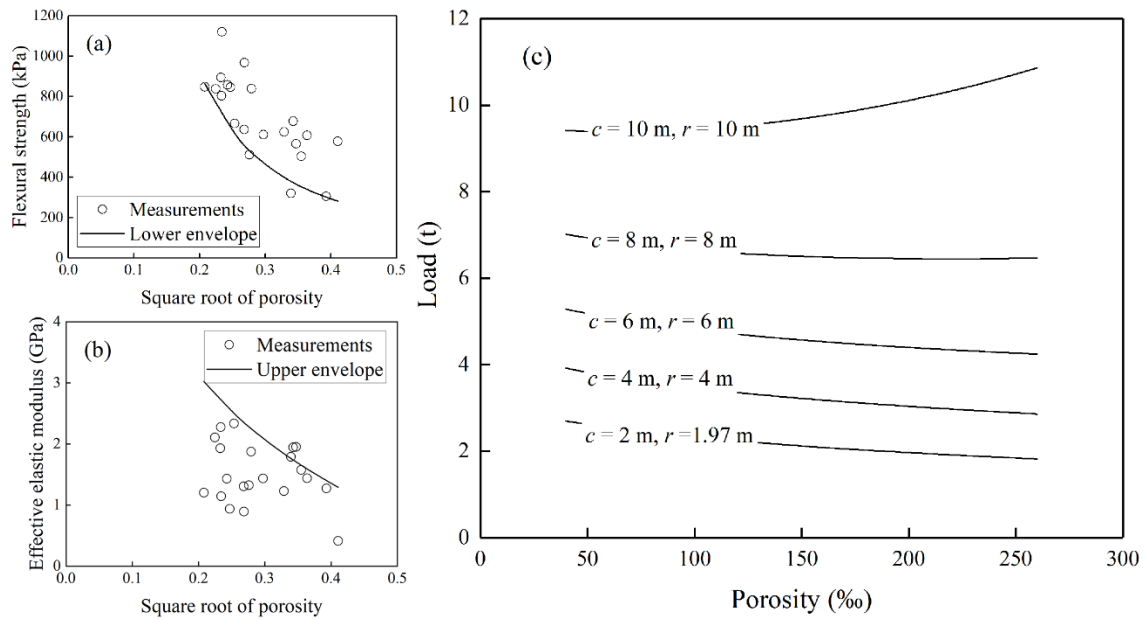 (a)
Flexural strength (kPa)
1200
1000
800
600
400
200
0
Measurements
Lower envelope
0.0 0.1 0.2 0.3 0.4 0.5
Square root of porosity
(b)
Effective elastic modulus (GPa)
4
3
2
1
0
Measurements
Upper envelope
0.0 0.1 0.2 0.3 0.4 0.5
Square root of porosity
(c)
Load (t)
12
10
8
6
4
2
0
c = 10 m, r = 10 m
c = 8 m, r = 8 m
c = 6 m, r = 6 m
c = 4 m, r = 4 m
c = 2 m, r =1.97 m
0 50 100 150 200 250 300
Porosity (‰)